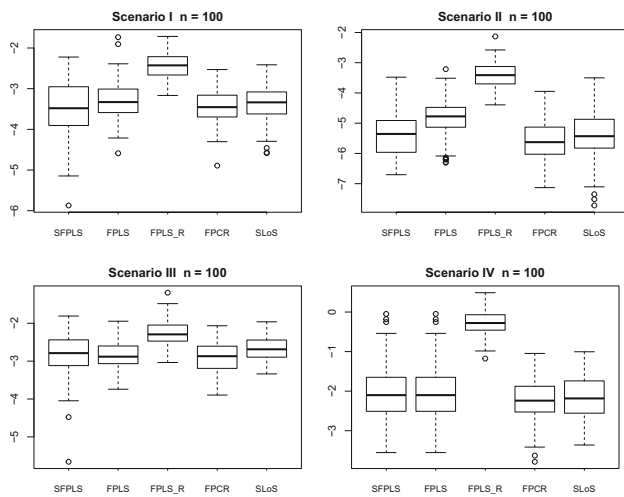 Scenario I n = 100
−2
−3
−4
−5
−6
SFPLS FPLS FPLS_R FPCR SLoS
Scenario II n = 100
−2
−3
−4
−5
−6
−7
SFPLS FPLS FPLS_R FPCR SLoS
Scenario III n = 100
−2
−3
−4
−5
SFPLS FPLS FPLS_R FPCR SLoS
Scenario IV n = 100
0
−1
−2
−3
SFPLS FPLS FPLS_R FPCR SLoS